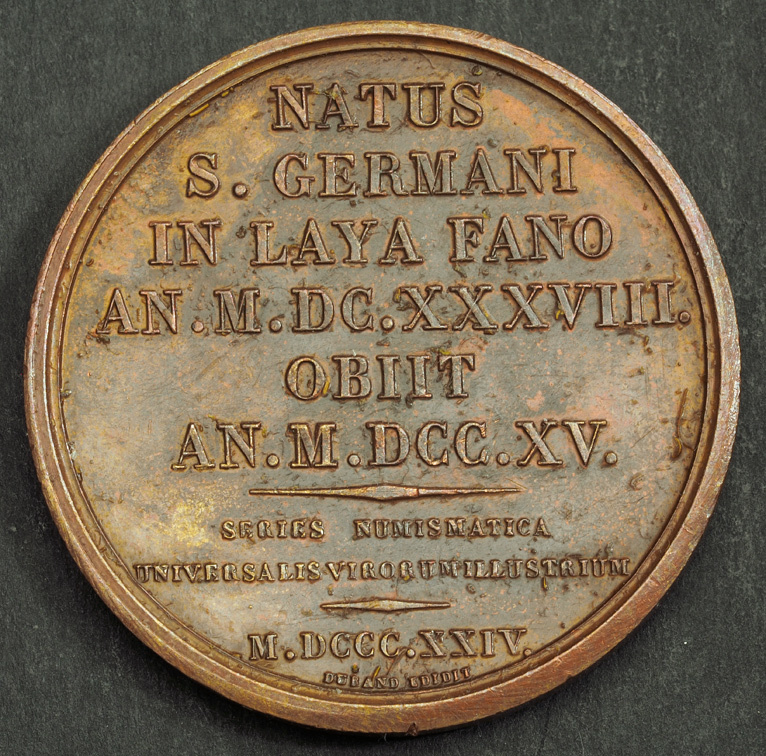 NATUS
S. GERMANI
IN LAYA FANO
AN.M.DC.XXXVIII.
OBIIT
AN.M.DCC.XV.
SERIES NUMISMATICA
UNIVERSALIS VIRORUM ILLUSTRIUM
M.DCCC.XXIV.
DURAND EDIDIT